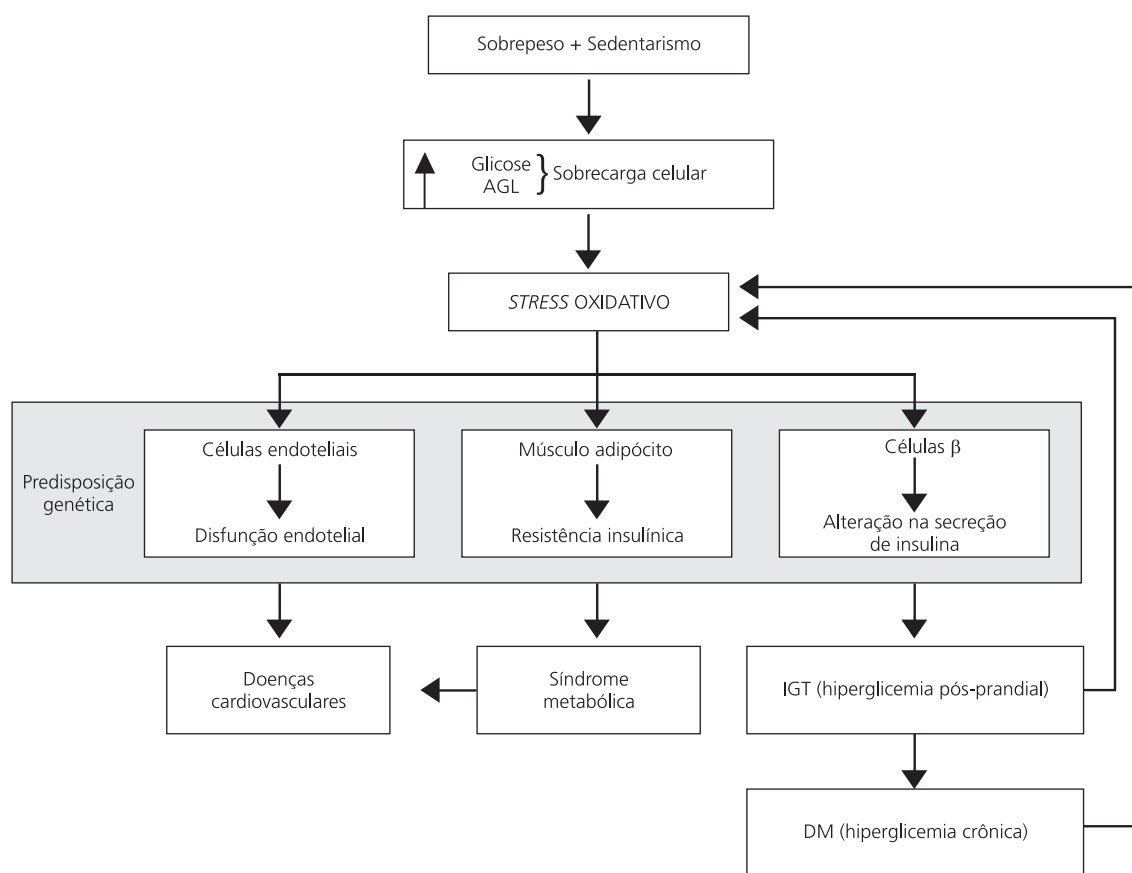 Sobrepeso + Sedentarismo
Glicose
AGL
} Sobrecarga celular
STRESS OXIDATIVO
Predisposição
genética
Células endoteliais
Disfunção endotelial
Músculo adipócito
Resistência insulínica
Células β
Alteração na secreção
de insulina
Doenças
cardiovasculares
Síndrome
metabólica
IGT (hiperglicemia pós-prandial)
DM (hiperglicemia crônica)